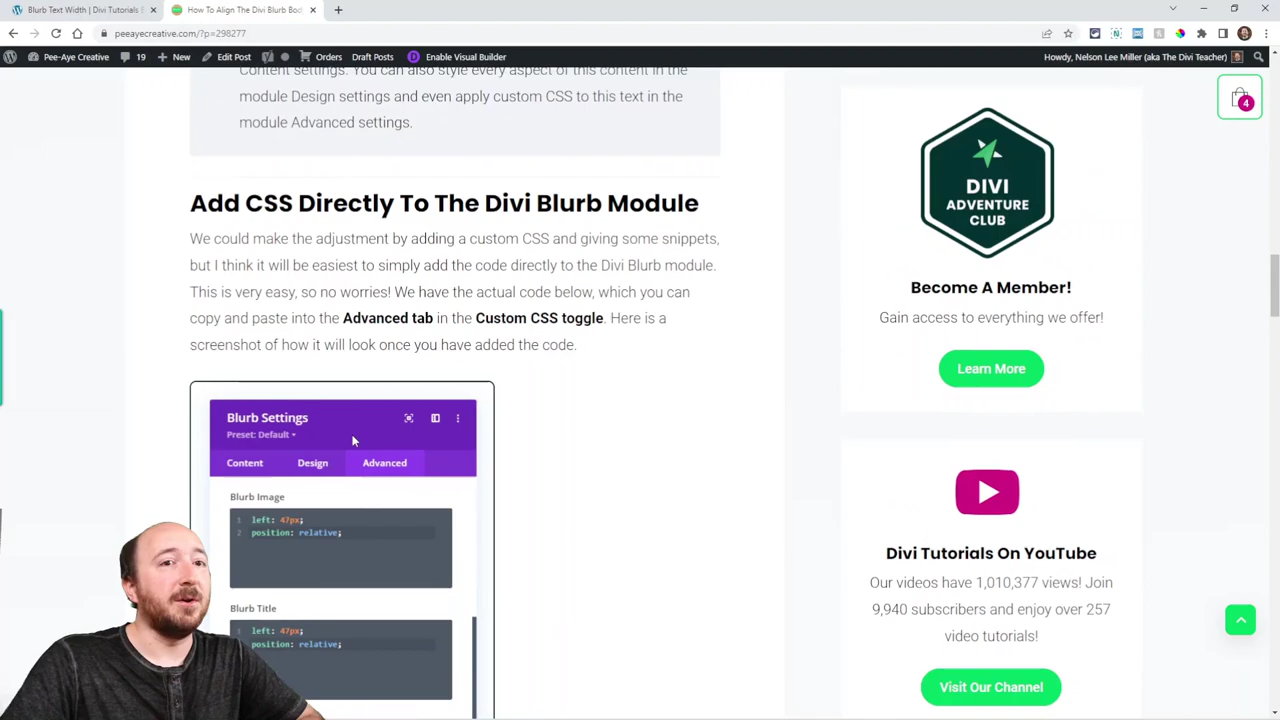 Blurb Text Width | Divi Tutorials
How To Align The Divi Blurb Bod
peeayecreative.com/?p=298277
Pee-Aye Creative
19
New
Edit Post
Orders
Draft Posts
Enable Visual Builder
Howdy, Nelson Lee Miller (aka The Divi Teacher)
4
Content settings. You can also style every aspect of this content in the
module Design settings and even apply custom CSS to this text in the
module Advanced settings.
Add CSS Directly To The Divi Blurb Module
We could make the adjustment by adding a custom CSS and giving some snippets,
but I think it will be easiest to simply add the code directly to the Divi Blurb module.
This is very easy, so no worries! We have the actual code below, which you can
copy and paste into the Advanced tab in the Custom CSS toggle. Here is a
screenshot of how it will look once you have added the code.
Blurb Settings
Preset: Default
Content
Design
Advanced
Blurb Image
1 left: 47px;
2 position: relative;
Blurb Title
left: 47px;
position: relative;
DIVI
ADVENTURE
CLUB
Become A Member!
Gain access to everything we offer!
Learn More
Divi Tutorials On YouTube
Our videos have 1,010,377 views! Join
9,940 subscribers and enjoy over 257
video tutorials!
Visit Our Channel